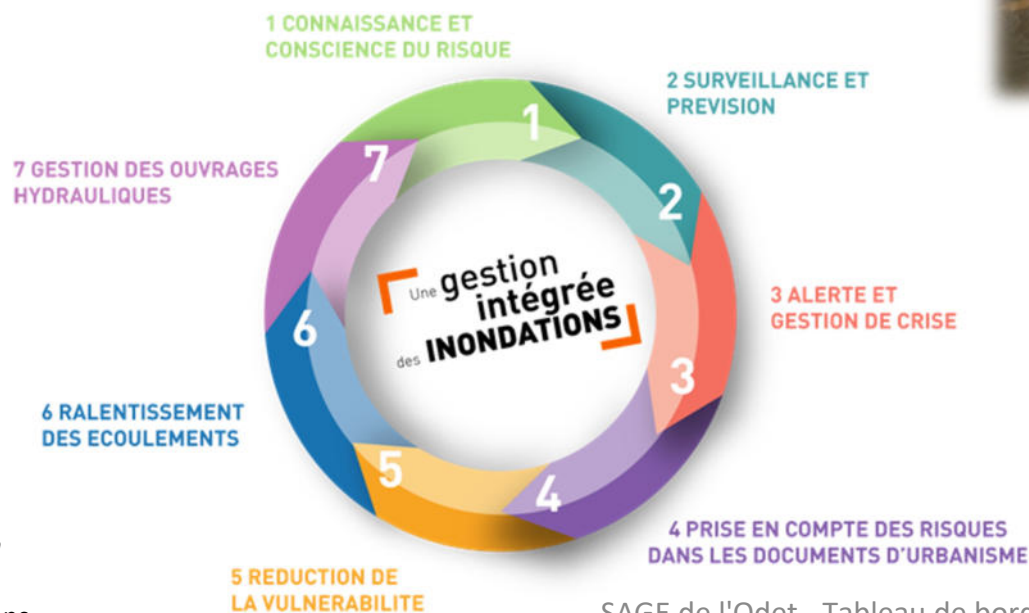 1 CONNAISSANCE ET
CONSCIENCE DU RISQUE
2 SURVEILLANCE ET
PREVISION
3 ALERTE ET
GESTION DE CRISE
4 PRISE EN COMPTE DES RISQUES
DANS LES DOCUMENTS D'URBANISME
5 REDUCTION DE
LA VULNERABILITE
6 RALENTISSEMENT
DES ECOULEMENTS
7 GESTION DES OUVRAGES
HYDRAULIQUES
1
2
3
4
5
6
7
Une gestion
intégrée
des INONDATIONS
SAGE de l'Odet - Tableau de bord